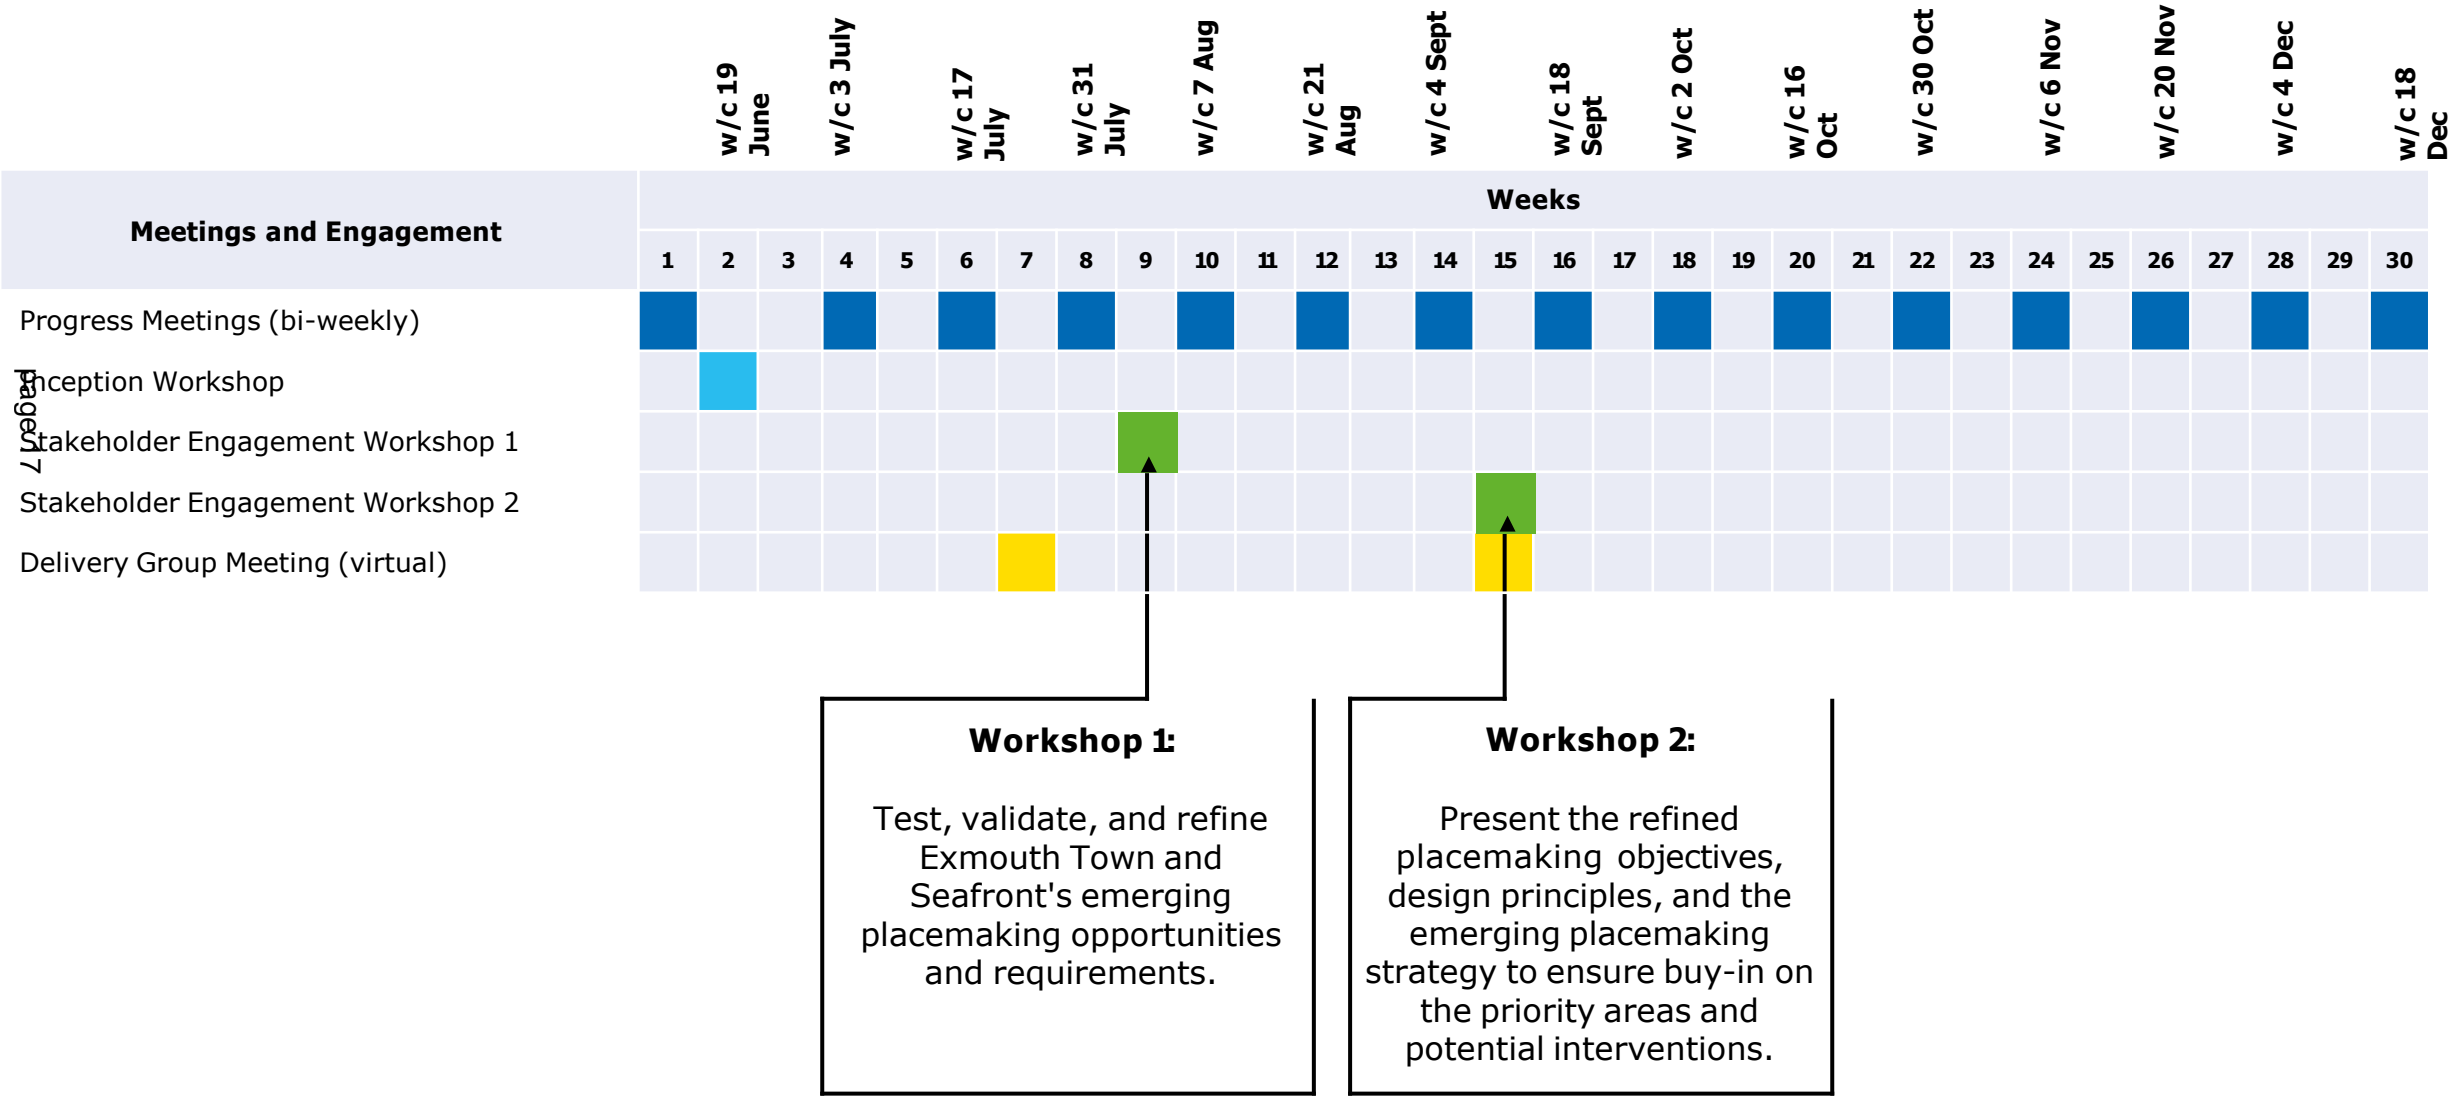 w/c 19
June
w/c 3 July
w/c 17
July
w/c 31
July
w/c 7 Aug
w/c 21
Aug
w/c 4 Sept
w/c 18
Sept
w/c 2 Oct
w/c 16
Oct
w/c 30 Oct
w/c 6 Nov
w/c 20 Nov
w/c 4 Dec
w/c 18
Dec
Meetings and Engagement
Weeks
1 2 3 4 5 6 7 8 9 10 11 12 13 14 15 16 17 18 19 20 21 22 23 24 25 26 27 28 29 30
Progress Meetings (bi-weekly)
Inception Workshop
Stakeholder Engagement Workshop 1
Stakeholder Engagement Workshop 2
Delivery Group Meeting (virtual)
page 17
Workshop 1:
Test, validate, and refine
Exmouth Town and
Seafront's emerging
placemaking opportunities
and requirements.
Workshop 2:
Present the refined
placemaking objectives,
design principles, and the
emerging placemaking
strategy to ensure buy-in on
the priority areas and
potential interventions.